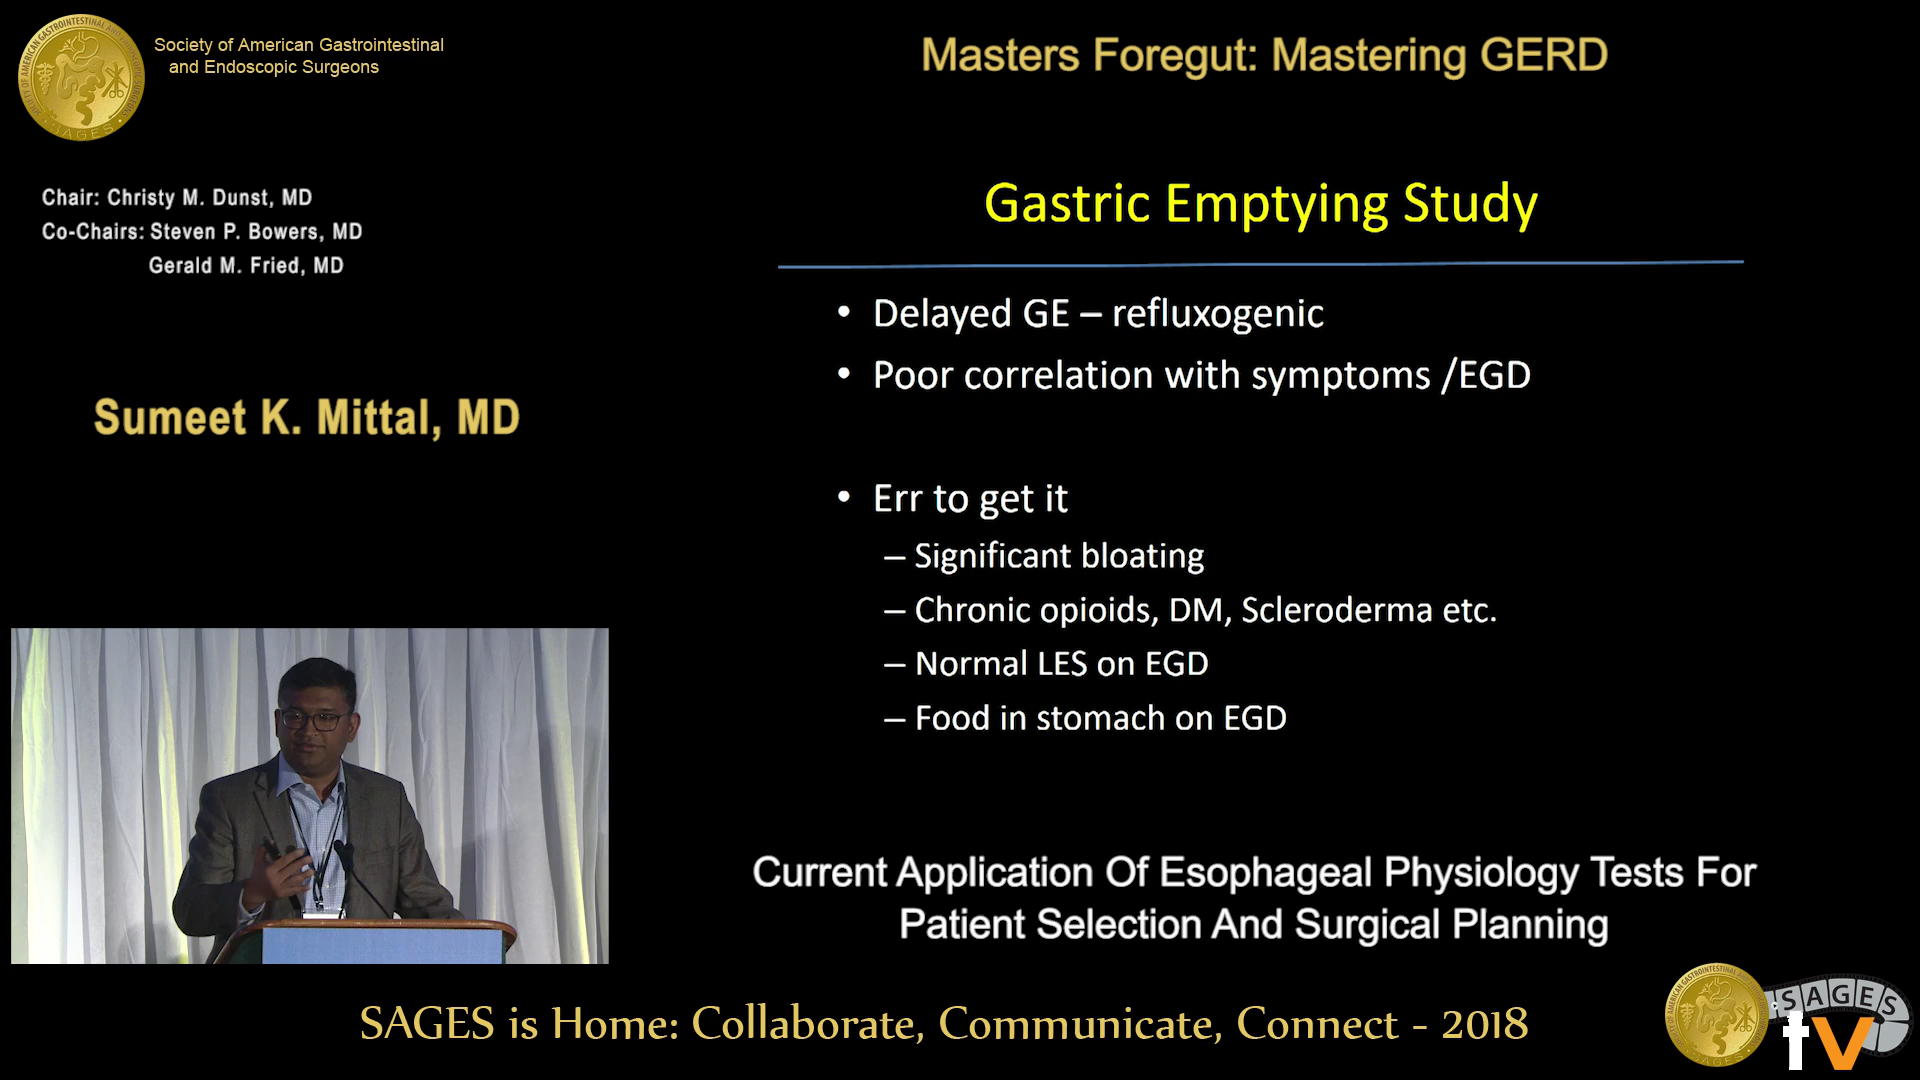 Society of American Gastrointestinal
and Endoscopic Surgeons
SAGES
Masters Foregut: Mastering GERD
Chair: Christy M. Dunst, MD
Co-Chairs: Steven P. Bowers, MD
Gerald M. Fried, MD
Sumeet K. Mittal, MD
Gastric Emptying Study
• Delayed GE – refluxogenic
• Poor correlation with symptoms /EGD
• Err to get it
– Significant bloating
– Chronic opioids, DM, Scleroderma etc.
– Normal LES on EGD
– Food in stomach on EGD
Current Application Of Esophageal Physiology Tests For
Patient Selection And Surgical Planning
SAGES is Home: Collaborate, Communicate, Connect - 2018
SAGES
tv